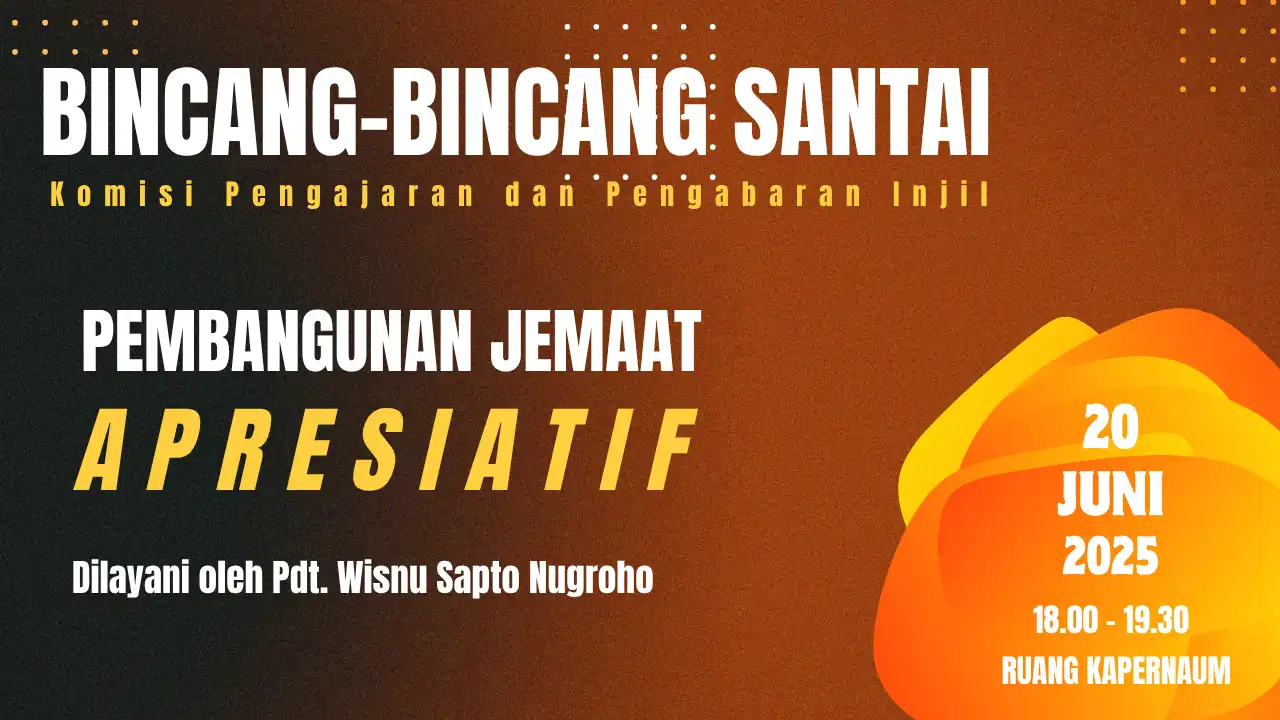 BINCANG-BINCANG SANTAI
Komisi Pengajaran dan Pengabaran Injil
PEMBANGUNAN JEMAAT
APRESIATIF
Dilayani oleh Pdt. Wisnu Sapto Nugroho
20
JUNI
2025
18.00 - 19.30
RUANG KAPERNAUM